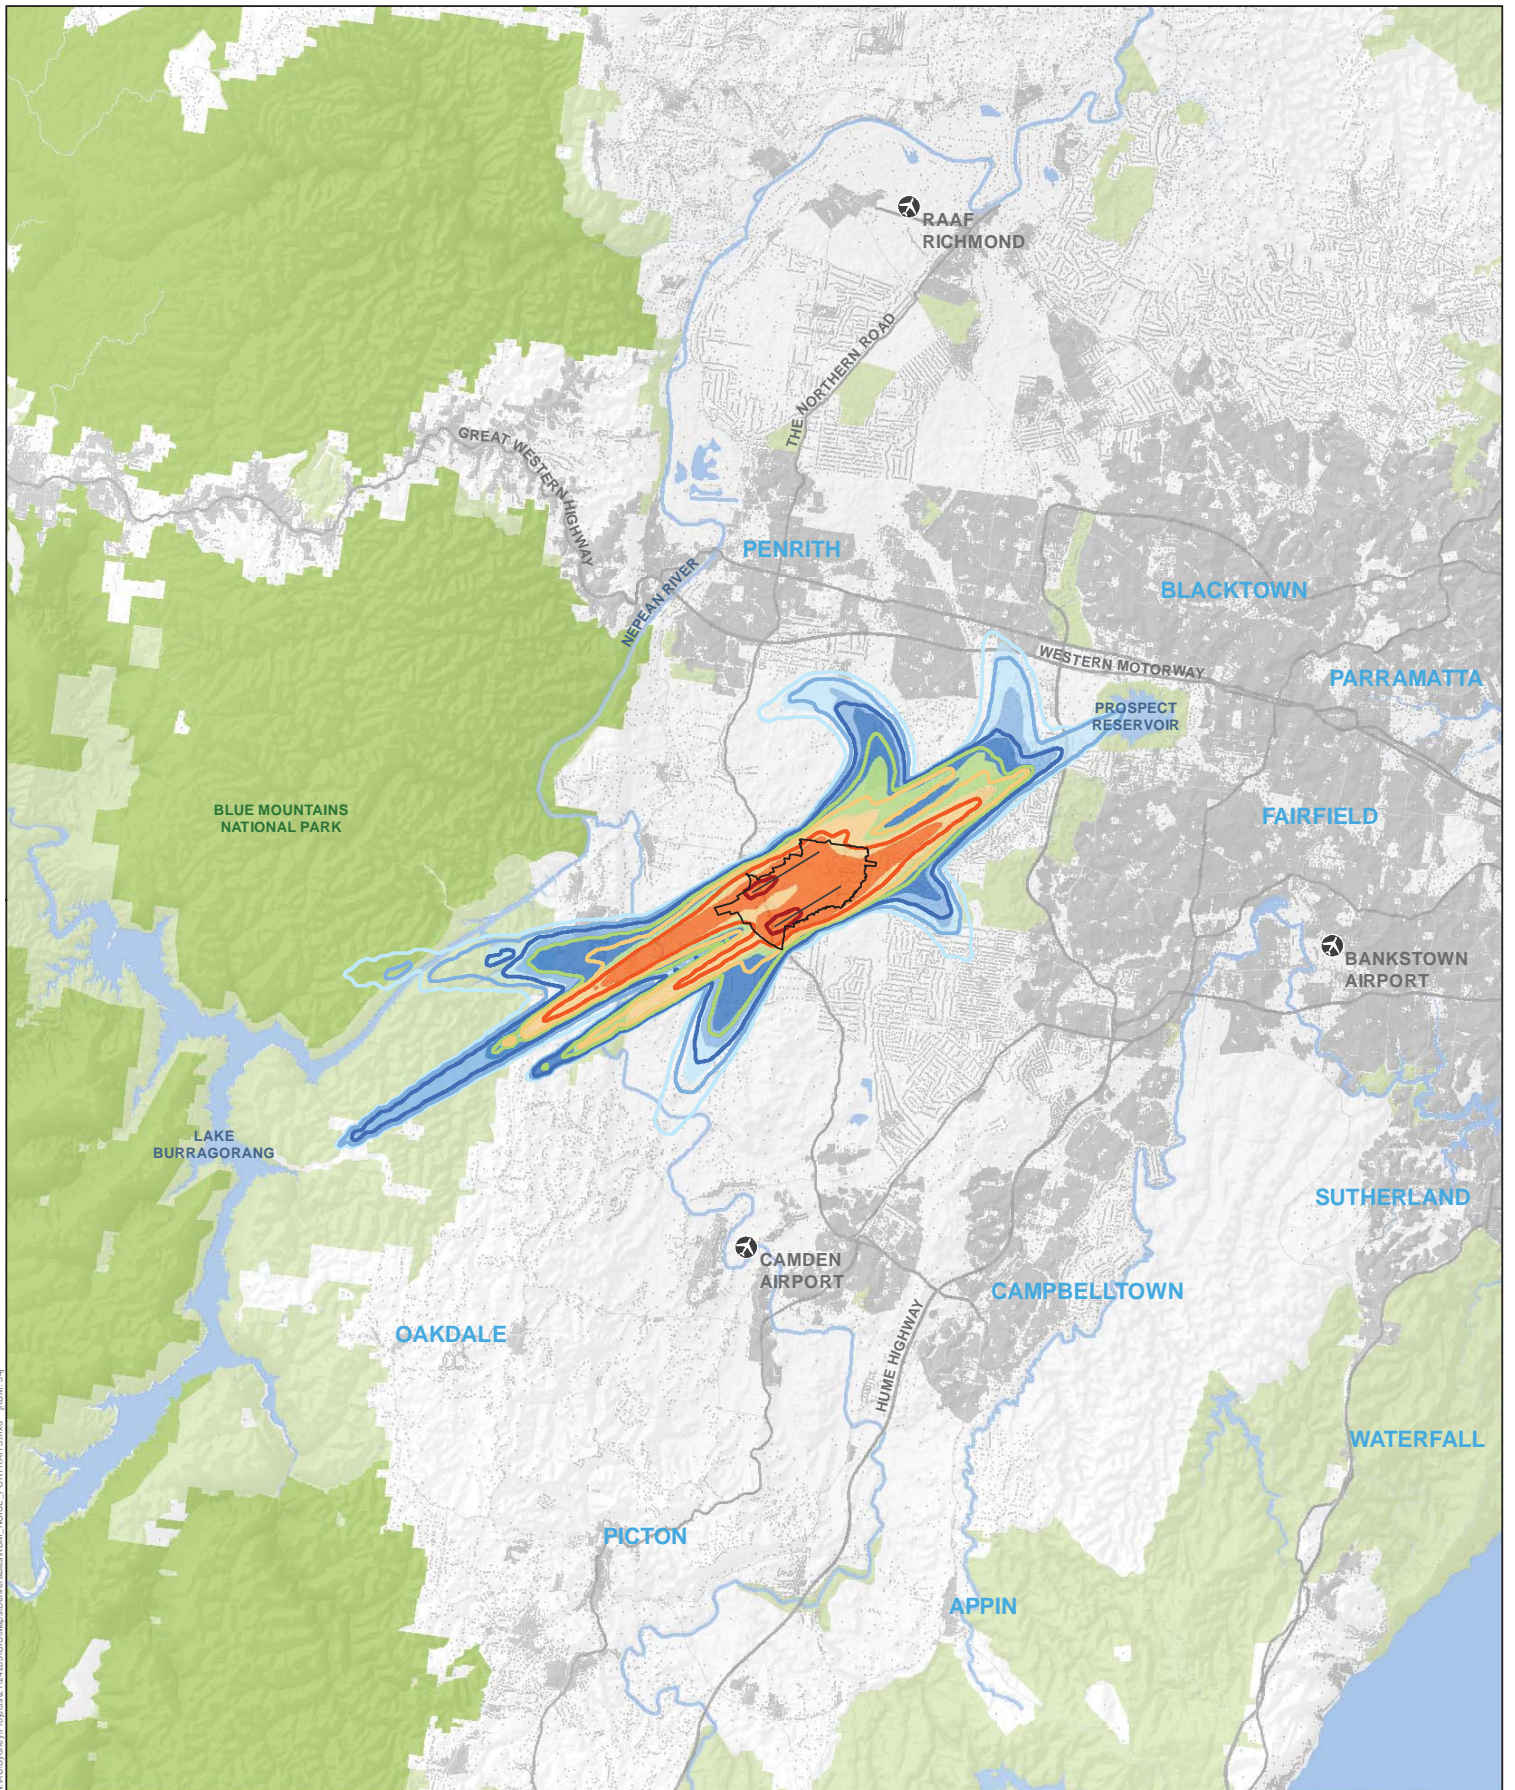 RAAF
RICHMOND
THE NORTHERN ROAD
GREAT WESTERN HIGHWAY
PENRITH
NEPEAN RIVER
BLACKTOWN
WESTERN MOTORWAY
PARRAMATTA
PROSPECT
RESERVOIR
BLUE MOUNTAINS
NATIONAL PARK
FAIRFIELD
BANKSTOWN
AIRPORT
LAKE
BURRAGORANG
SUTHERLAND
CAMDEN
AIRPORT
CAMPBELLTOWN
OAKDALE
HUME HIGHWAY
WATERFALL
PICTON
APPIN